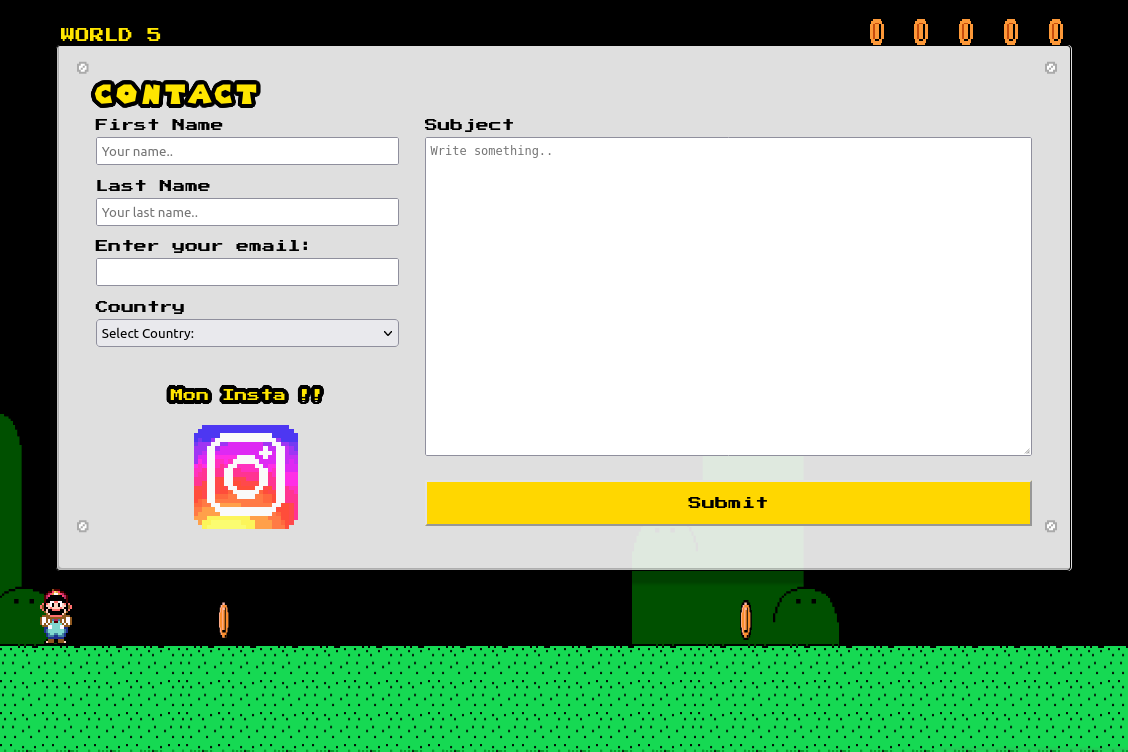 WORLD 5
CONTACT
First Name
Your name..
Last Name
Your last name..
Enter your email:
Country
Select Country:
Mon Insta !!
Subject
Write something..
Submit